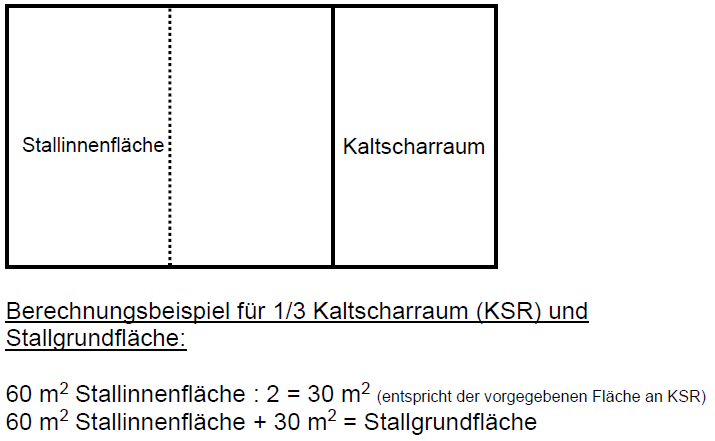 Stallinnenfläche
Kaltscharraum
Berechnungsbeispiel für 1/3 Kaltscharraum (KSR) und
Stallgrundfläche:
60 m² Stallinnenfläche : 2 = 30 m² (entspricht der vorgegebenen Fläche an KSR)
60 m² Stallinnenfläche + 30 m² = Stallgrundfläche